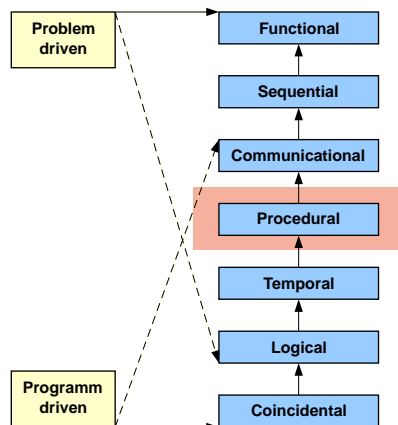 Problem
driven
Functional
Sequential
Communicational
Procedural
Temporal
Logical
Programm
driven
Coincidental